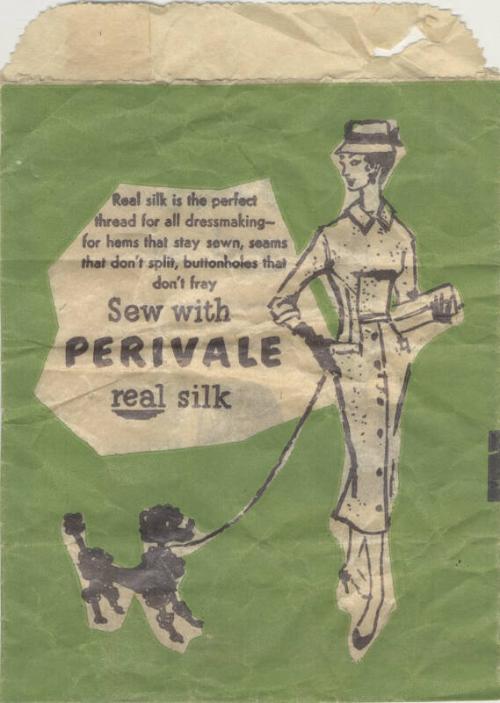 Real silk is the perfect
thread for all dressmaking—
for hems that stay sewn, seams
that don't split, buttonholes that
don't fray
Sew with
PERIVALE
real silk